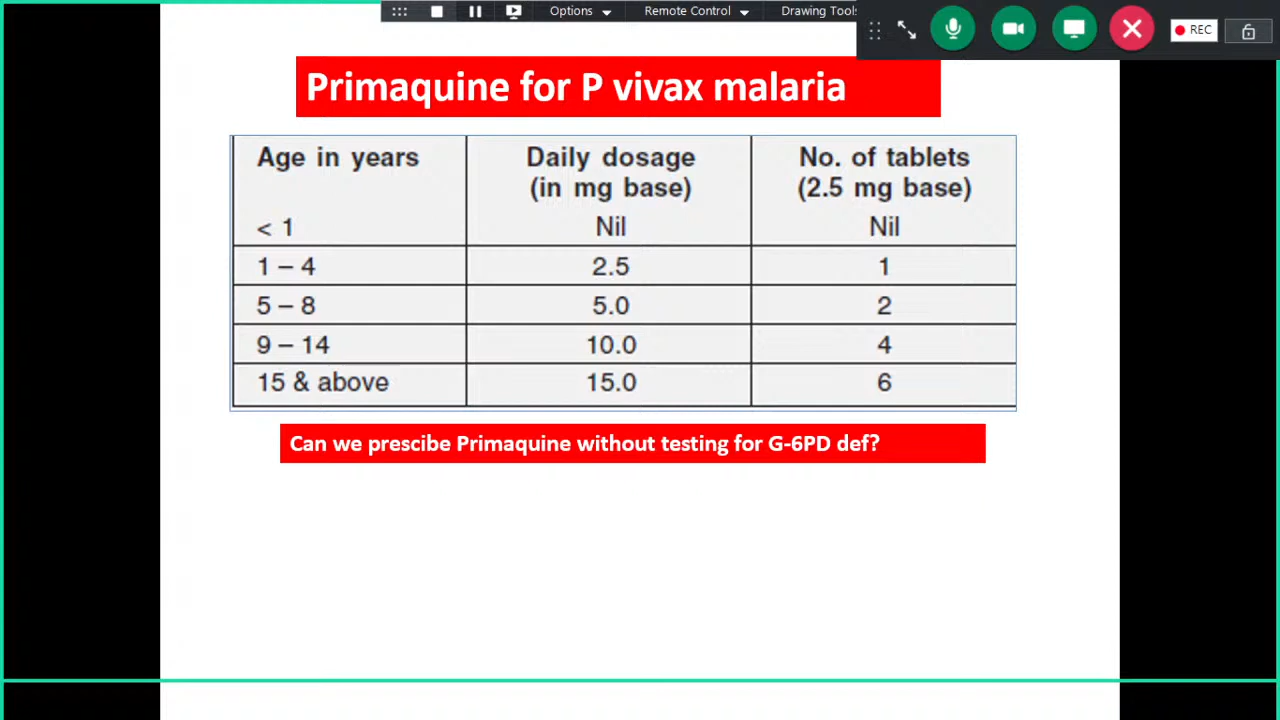 Options
Remote Control
Drawing Tools
REC
Primaquine for P vivax malaria
Age in years Daily dosage No. of tablets
(in mg base) (2.5 mg base)
< 1 Nil Nil
1 – 4 2.5 1
5 – 8 5.0 2
9 – 14 10.0 4
15 & above 15.0 6
Can we prescibe Primaquine without testing for G-6PD def?